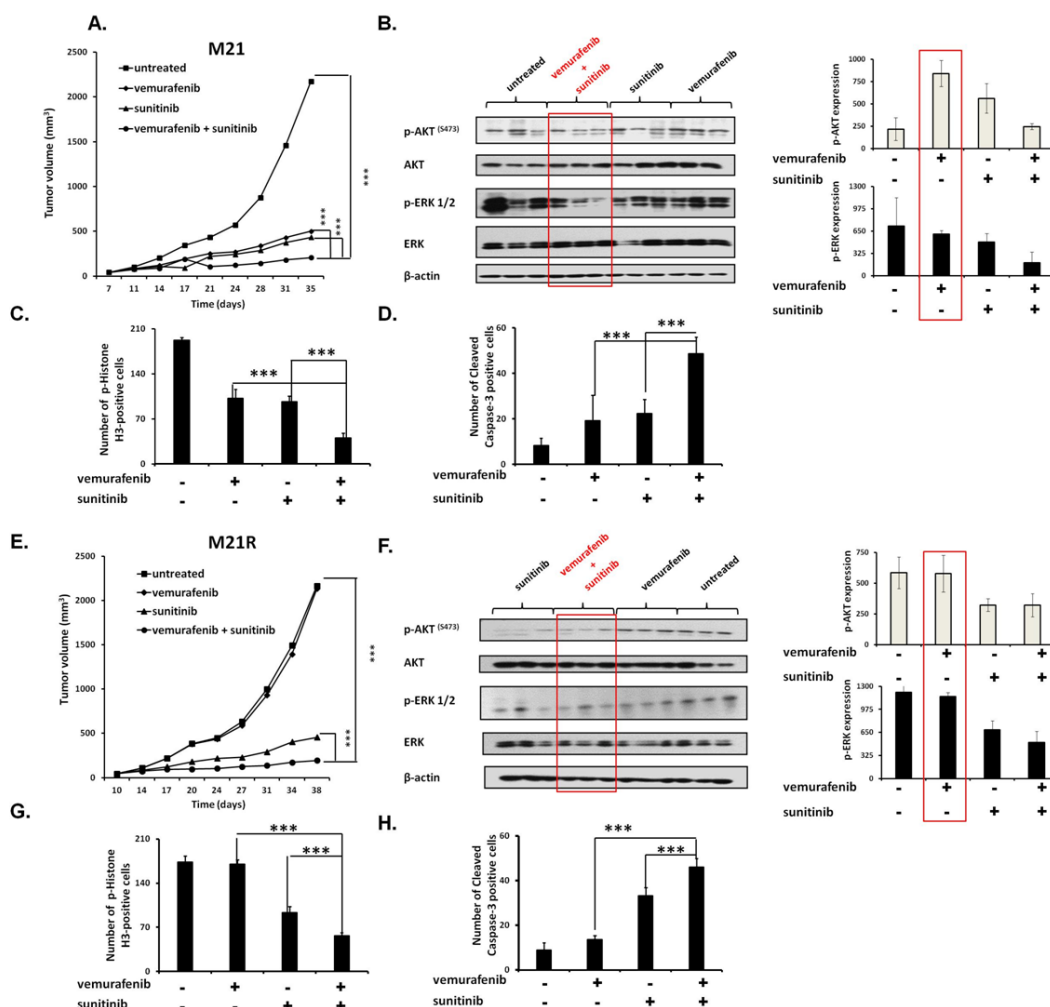 A.
M21
2500
2000
1500
1000
500
0
Tumor volume (mm³)
untreated
vemurafenib
sunitinib
vemurafenib + sunitinib
***
***
***
7 11 14 17 21 24 28 31 35
Time (days)
B.
untreated
vemurafenib
+
sunitinib
sunitinib
vemurafenib
p-AKT (S473)
AKT
p-ERK 1/2
ERK
β-actin
p-AKT expression
1000
750
500
250
0
vemurafenib - + - +
sunitinib - - + +
p-ERK expression
1300
975
650
325
0
vemurafenib - + - +
sunitinib - - + +
C.
Number of p-Histone
H3-positive cells
210
140
70
0
***
***
vemurafenib - + - +
sunitinib - - + +
D.
Number of Cleaved
Caspase-3 positive cells
60
40
20
0
***
***
vemurafenib - + - +
sunitinib - - + +
E.
M21R
2500
2000
1500
1000
500
0
Tumor volume (mm³)
untreated
vemurafenib
sunitinib
vemurafenib + sunitinib
***
***
10 14 17 20 24 27 31 34 38
Time (days)
F.
sunitinib
vemurafenib
+
sunitinib
vemurafenib
untreated
p-AKT (S473)
AKT
p-ERK 1/2
ERK
β-actin
p-AKT expression
750
500
250
0
vemurafenib - + - +
sunitinib - - + +
p-ERK expression
1300
975
650
325
0
vemurafenib - + - +
sunitinib - - + +
G.
Number of p-Histone
H3-positive cells
210
140
70
0
***
***
vemurafenib - + - +
sunitinib - - + +
H.
Number of Cleaved
Caspase-3 positive cells
60
40
20
0
***
***
vemurafenib - + - +
sunitinib - - + +